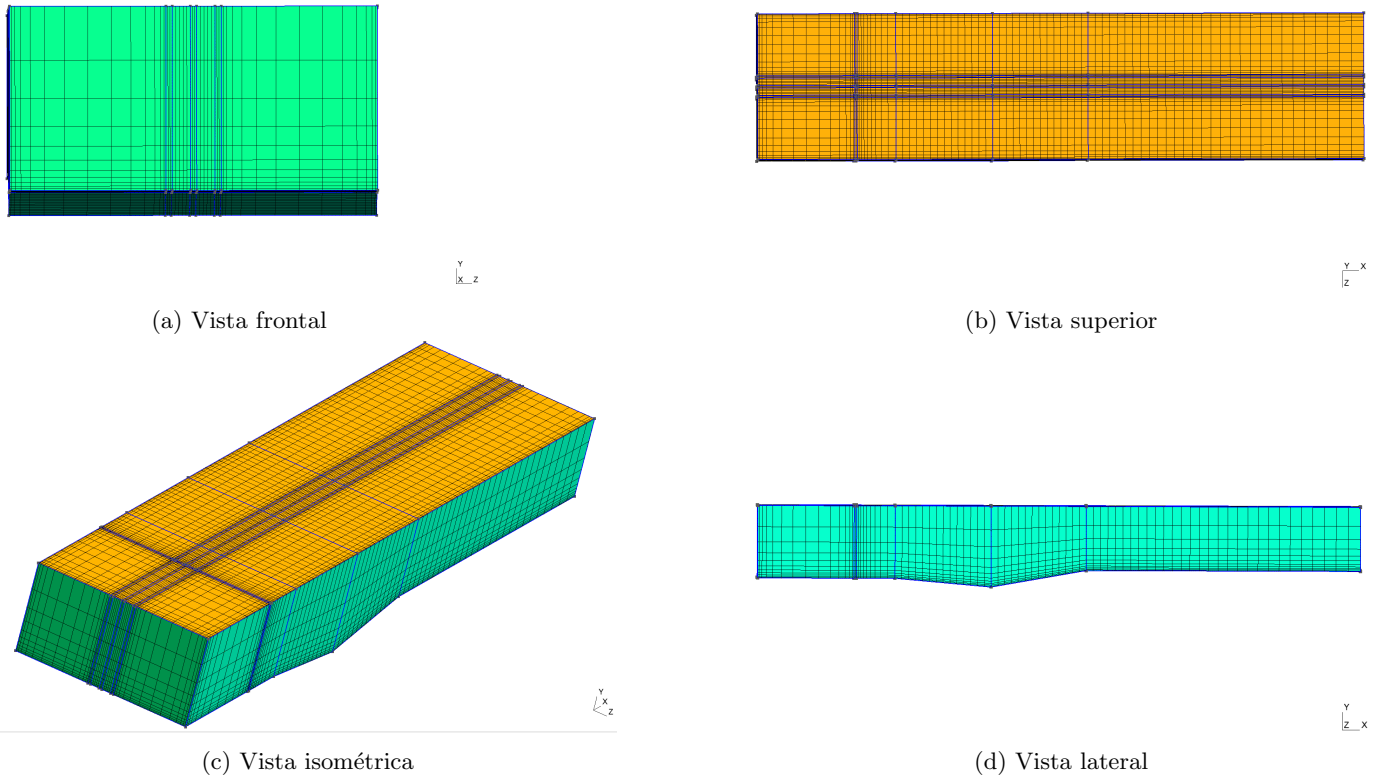 Y
X Z
(a) Vista frontal
Y X
Z
(b) Vista superior
Y
X
Z
(c) Vista isométrica
Y
Z X
(d) Vista lateral